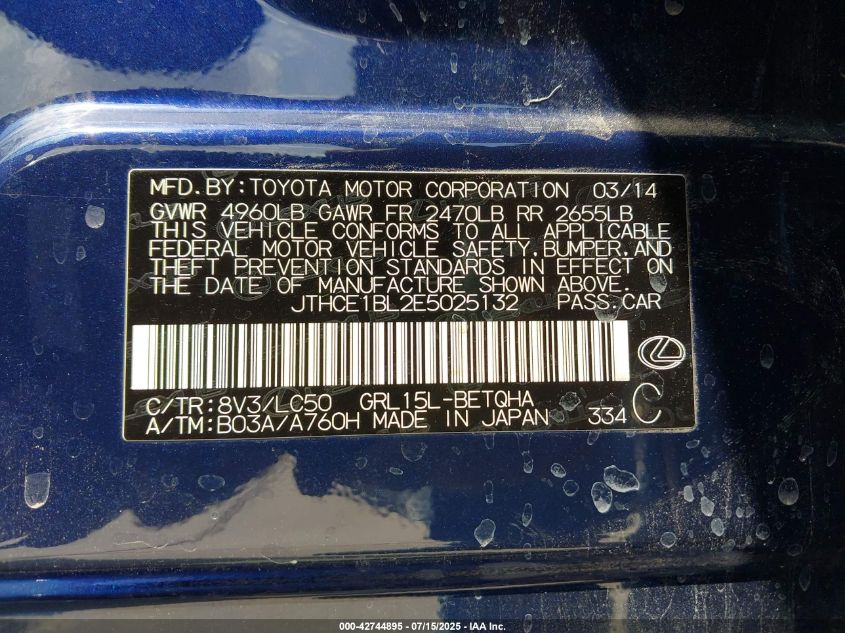 MFD.BY:TOYOTA MOTOR CORPORATION 03/14
GVWR 4960LB GAWR FR 2470LB RR 2655LB
THIS VEHICLE CONFORMS TO ALL APPLICABLE
FEDERAL MOTOR VEHICLE SAFETY,BUMPER,AND
THEFT PREVENTION STANDARDS IN EFFECT ON
THE DATE OF MANUFACTURE SHOWN ABOVE.
JTHCE1BL2E5025132 PASS.CAR
C/TR:8V3/LC50 GRL15L-BETQHA
A/TM:B03A/A760H MADE IN JAPAN 334 C
000-42744895 - 07/15/2025 - IAA Inc.